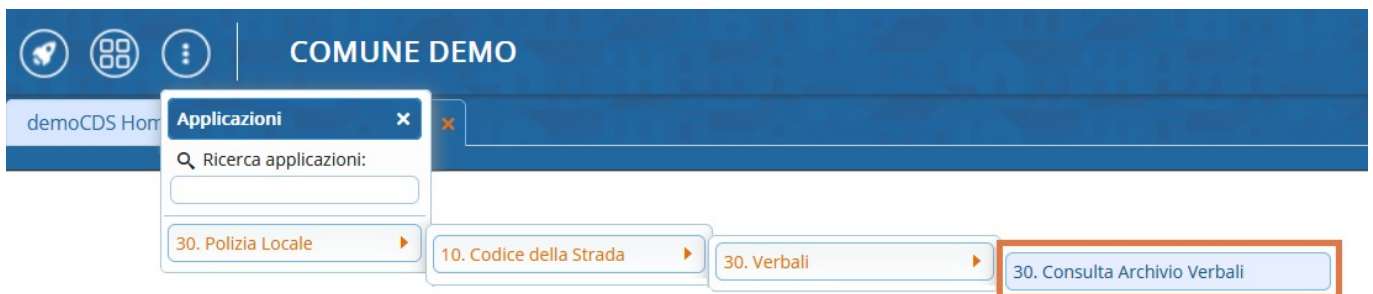 COMUNE DEMO
demoCDS Hom
Applicazioni
Ricerca applicazioni:
30. Polizia Locale
10. Codice della Strada
30. Verbali
30. Consulta Archivio Verbali